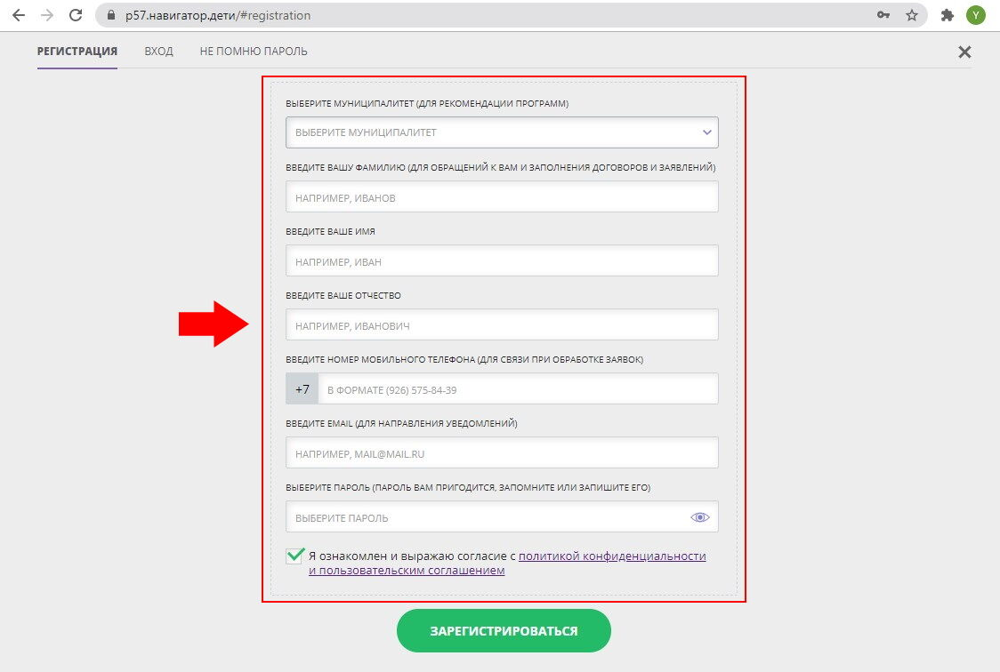 р57.навигатор.дети/#registration
Y
РЕГИСТРАЦИЯ ВХОД НЕ ПОМНЮ ПАРОЛЬ
ВЫБЕРИТЕ МУНИЦИПАЛИТЕТ (ДЛЯ РЕКОМЕНДАЦИИ ПРОГРАММ)
ВЫБЕРИТЕ МУНИЦИПАЛИТЕТ
ВВЕДИТЕ ВАШУ ФАМИЛИЮ (ДЛЯ ОБРАЩЕНИЙ К ВАМ И ЗАПОЛНЕНИЯ ДОГОВОРОВ И ЗАЯВЛЕНИЙ)
НАПРИМЕР, ИВАНОВ
ВВЕДИТЕ ВАШЕ ИМЯ
НАПРИМЕР, ИВАН
ВВЕДИТЕ ВАШЕ ОТЧЕСТВО
НАПРИМЕР, ИВАНОВИЧ
ВВЕДИТЕ НОМЕР МОБИЛЬНОГО ТЕЛЕФОНА (ДЛЯ СВЯЗИ ПРИ ОБРАБОТКЕ ЗАЯВОК)
+7 В ФОРМАТЕ (926) 575-84-39
ВВЕДИТЕ EMAIL (ДЛЯ НАПРАВЛЕНИЯ УВЕДОМЛЕНИЙ)
НАПРИМЕР, MAIL@MAIL.RU
ВЫБЕРИТЕ ПАРОЛЬ (ПАРОЛЬ ВАМ ПРИГОДИТСЯ, ЗАПОМНИТЕ ИЛИ ЗАПИШИТЕ ЕГО)
ВЫБЕРИТЕ ПАРОЛЬ
Я ознакомлен и выражаю согласие с политикой конфиденциальности
и пользовательским соглашением
ЗАРЕГИСТРИРОВАТЬСЯ